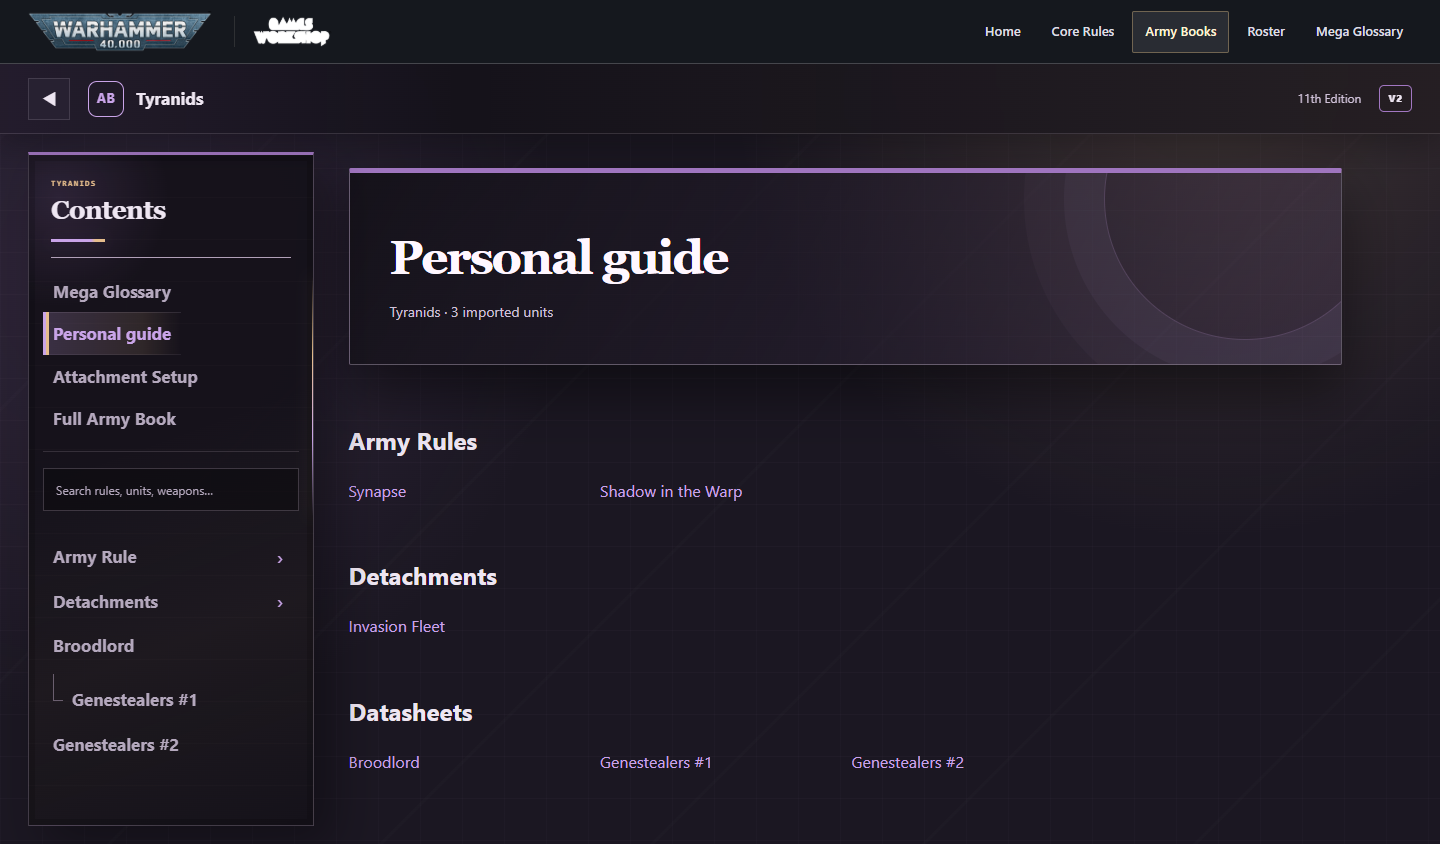 WARHAMMER
40,000
GAMES
WORKSHOP
Home
Core Rules
Army Books
Roster
Mega Glossary
◀
AB
Tyranids
11th Edition
V2
TYRANIDS
Contents
Mega Glossary
Personal guide
Attachment Setup
Full Army Book
Search rules, units, weapons...
Army Rule ›
Detachments ›
Broodlord
Genestealers #1
Genestealers #2
Personal guide
Tyranids · 3 imported units
Army Rules
Synapse
Shadow in the Warp
Detachments
Invasion Fleet
Datasheets
Broodlord
Genestealers #1
Genestealers #2